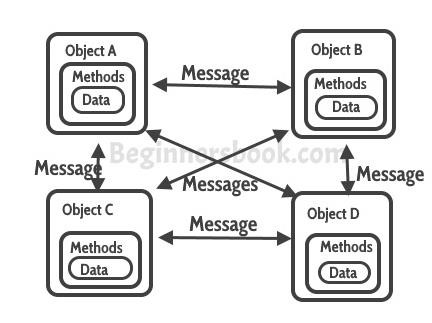 Object A
Methods
Data
Message
Object B
Methods
Data
Beginnersbook.com
Message
Messages
Message
Object C
Methods
Data
Message
Object D
Methods
Data